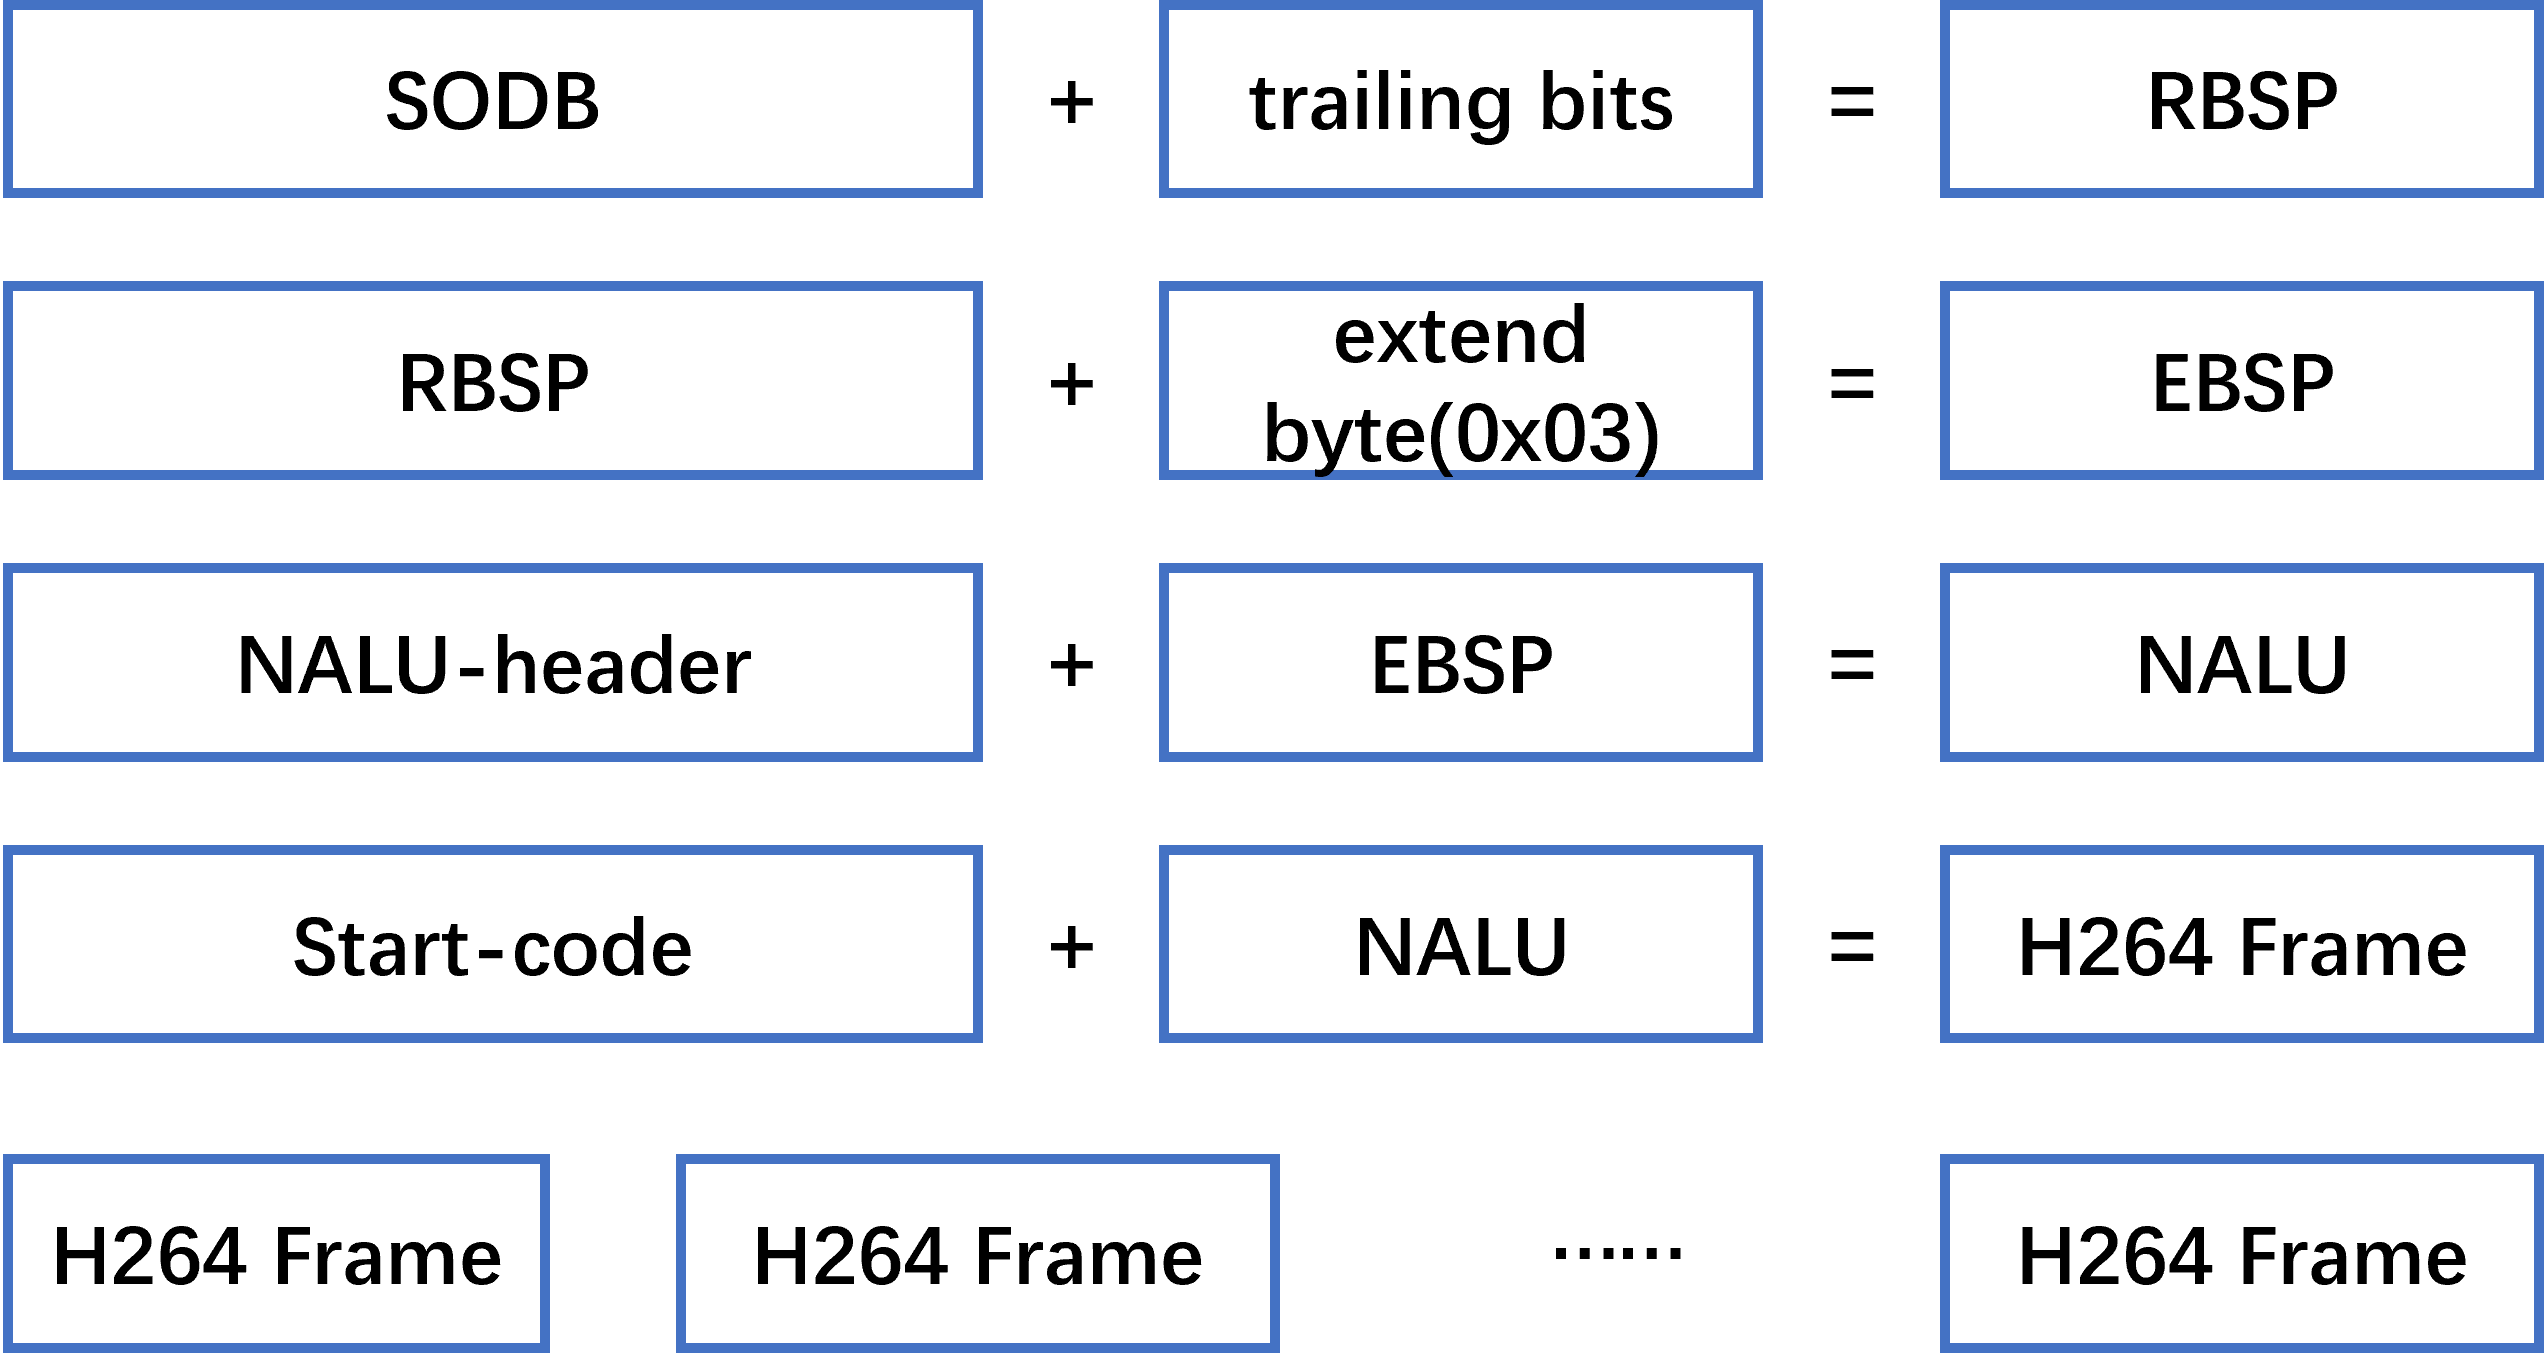 SODB + trailing bits = RBSP
RBSP + extend = EBSP
byte(0x03)
NALU-header + EBSP = NALU
Start-code + NALU = H264 Frame
H264 Frame H264 Frame ······ H264 Frame